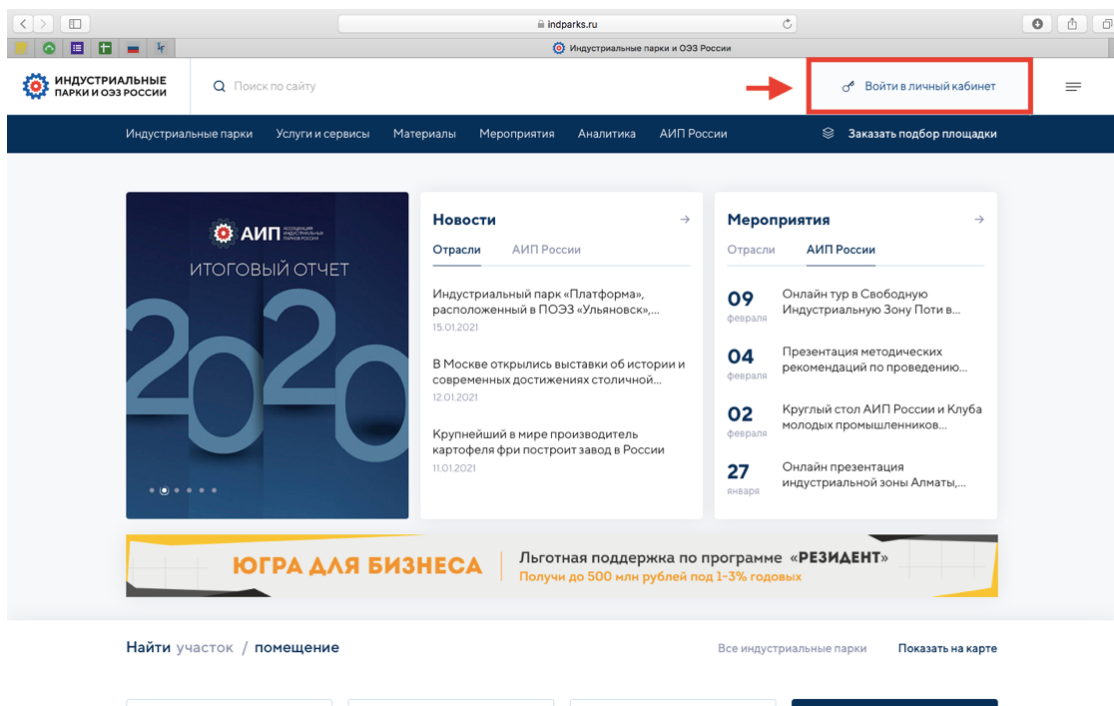 indparks.ru
Индустриальные парки и ОЭЗ России
ИНДУСТРИАЛЬНЫЕ
ПАРКИ И ОЭЗ РОССИИ
Поиск по сайту
Войти в личный кабинет
Индустриальные парки Услуги и сервисы Материалы Мероприятия Аналитика АИП России
Заказать подбор площадки
АИП АССОЦИАЦИЯ
ИНДУСТРИАЛЬНЫХ
ПАРКОВ РОССИИ
ИТОГОВЫЙ ОТЧЕТ
2020
Новости →
Отрасли АИП России
Индустриальный парк «Платформа»,
расположенный в ПОЭЗ «Ульяновск»,...
15.01.2021
В Москве открылись выставки об истории и
современных достижениях столичной...
12.01.2021
Крупнейший в мире производитель
картофеля фри построит завод в России
11.01.2021
Мероприятия →
Отрасли АИП России
09 февраля
Онлайн тур в Свободную
Индустриальную Зону Поти в...
04 февраля
Презентация методических
рекомендаций по проведению...
02 февраля
Круглый стол АИП России и Клуба
молодых промышленников...
27 января
Онлайн презентация
индустриальной зоны Алматы,...
ЮГРА ДЛЯ БИЗНЕСА
Льготная поддержка по программе «РЕЗИДЕНТ»
Получи до 500 млн рублей под 1-3% годовых
Найти участок / помещение
Все индустриальные парки Показать на карте